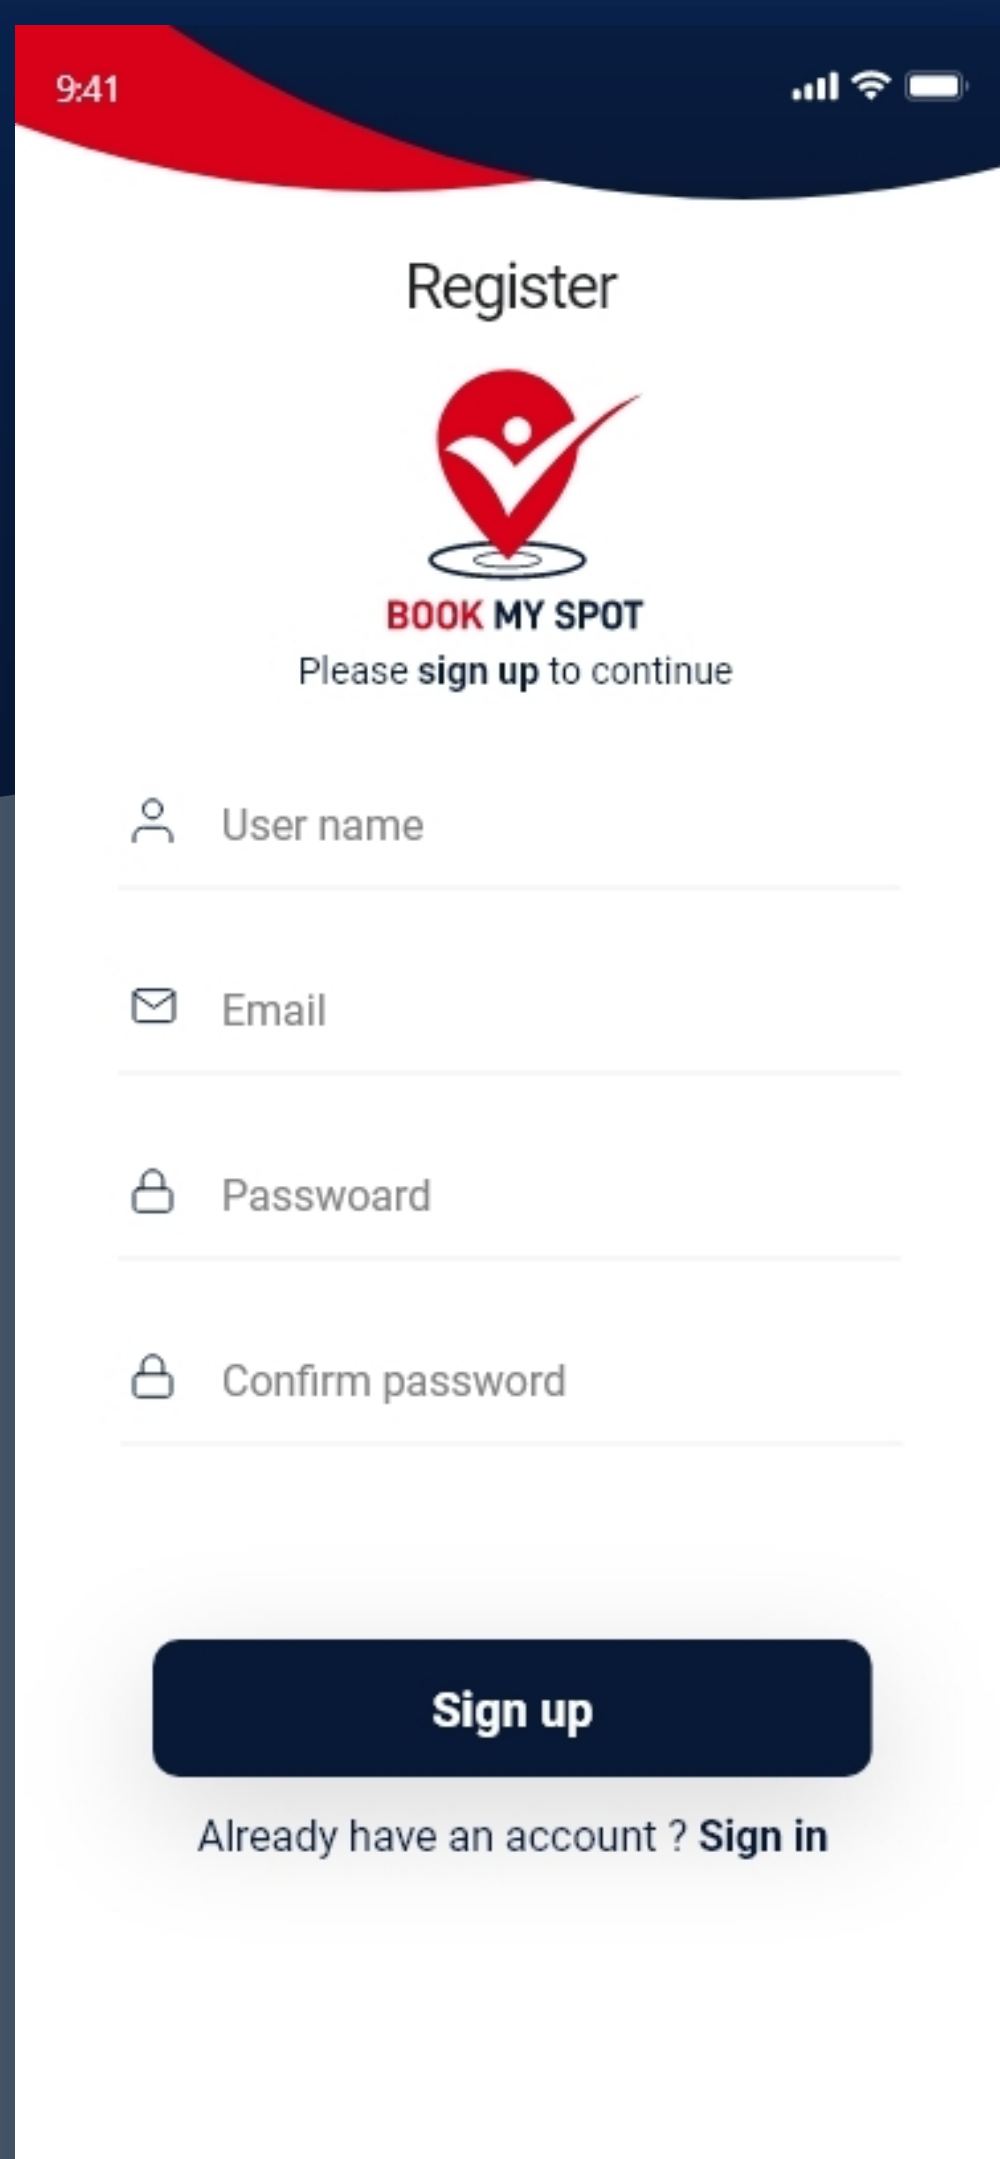 9:41
Register
BOOK MY SPOT
Please sign up to continue
User name
Email
Passwoard
Confirm password
Sign up
Already have an account ? Sign in